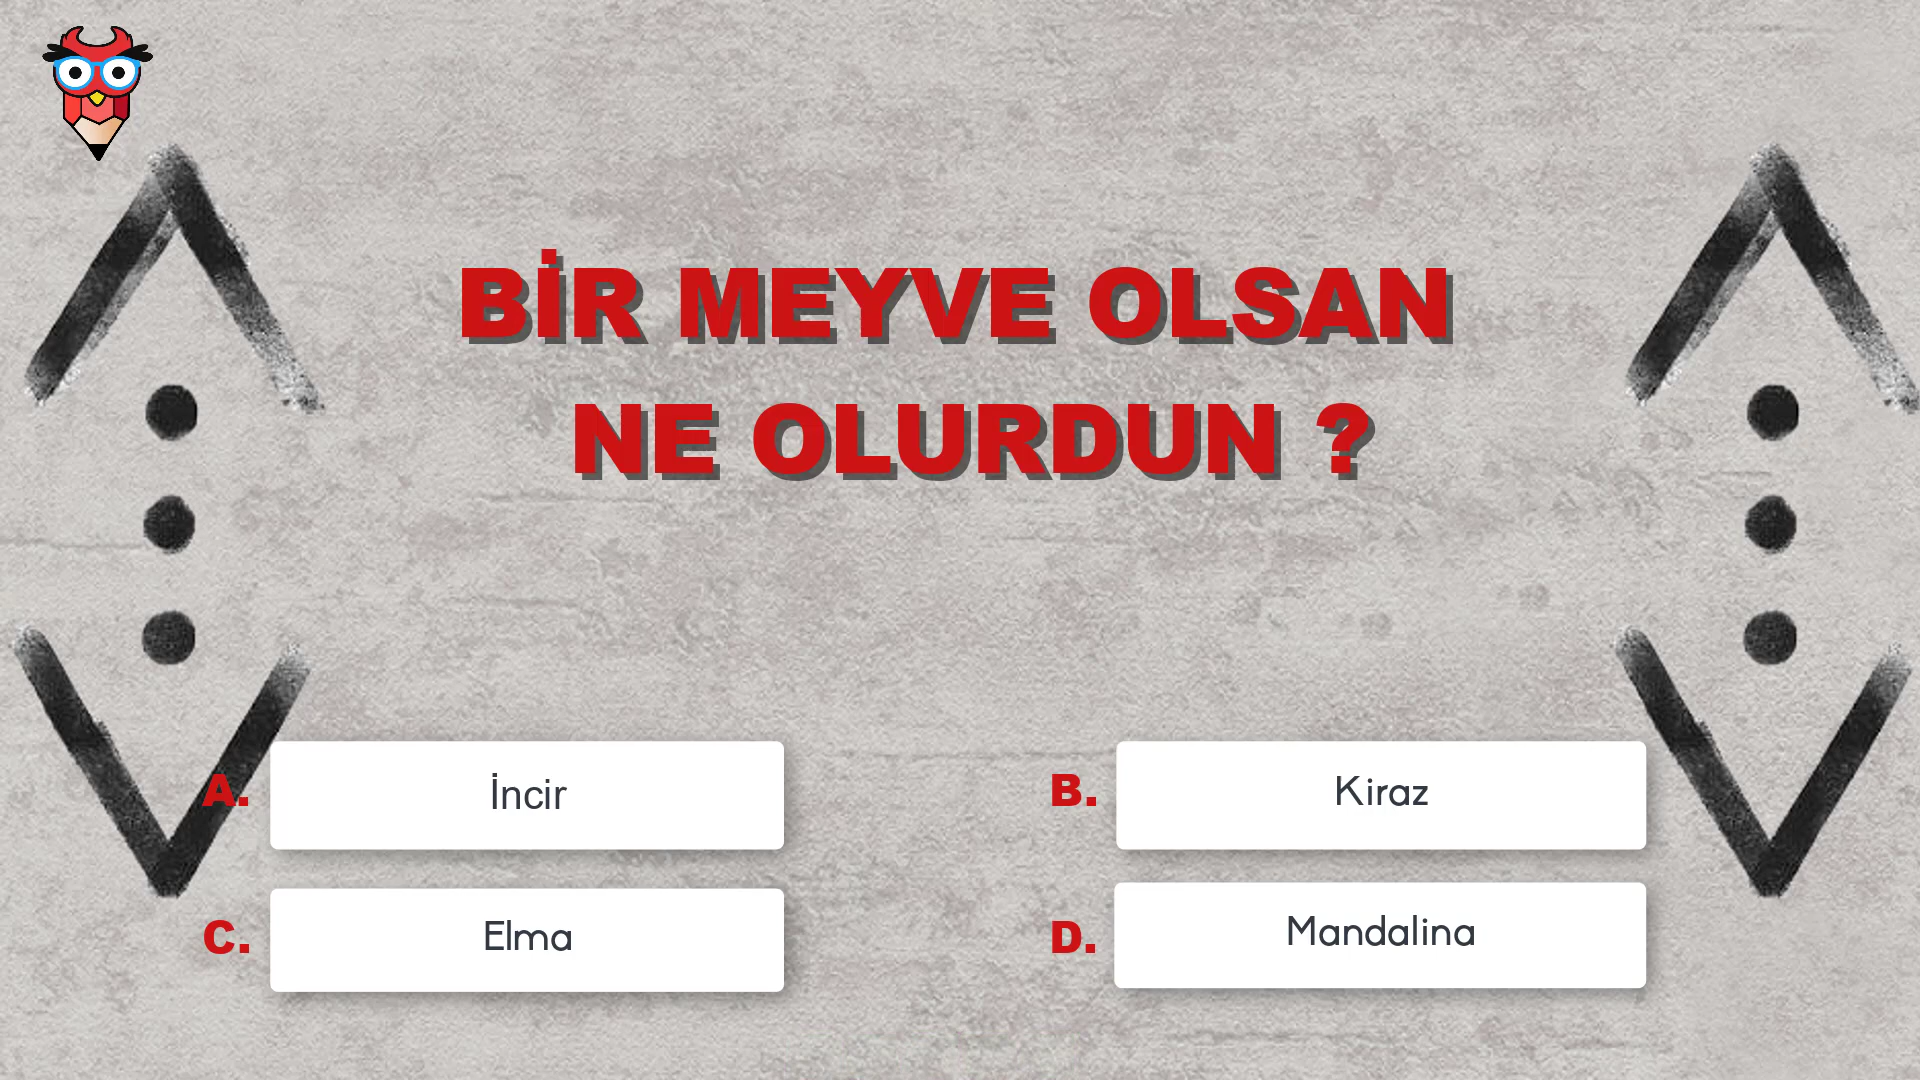 BİR MEYVE OLSAN
NE OLURDUN ?
A. İncir
B. Kiraz
C. Elma
D. Mandalina